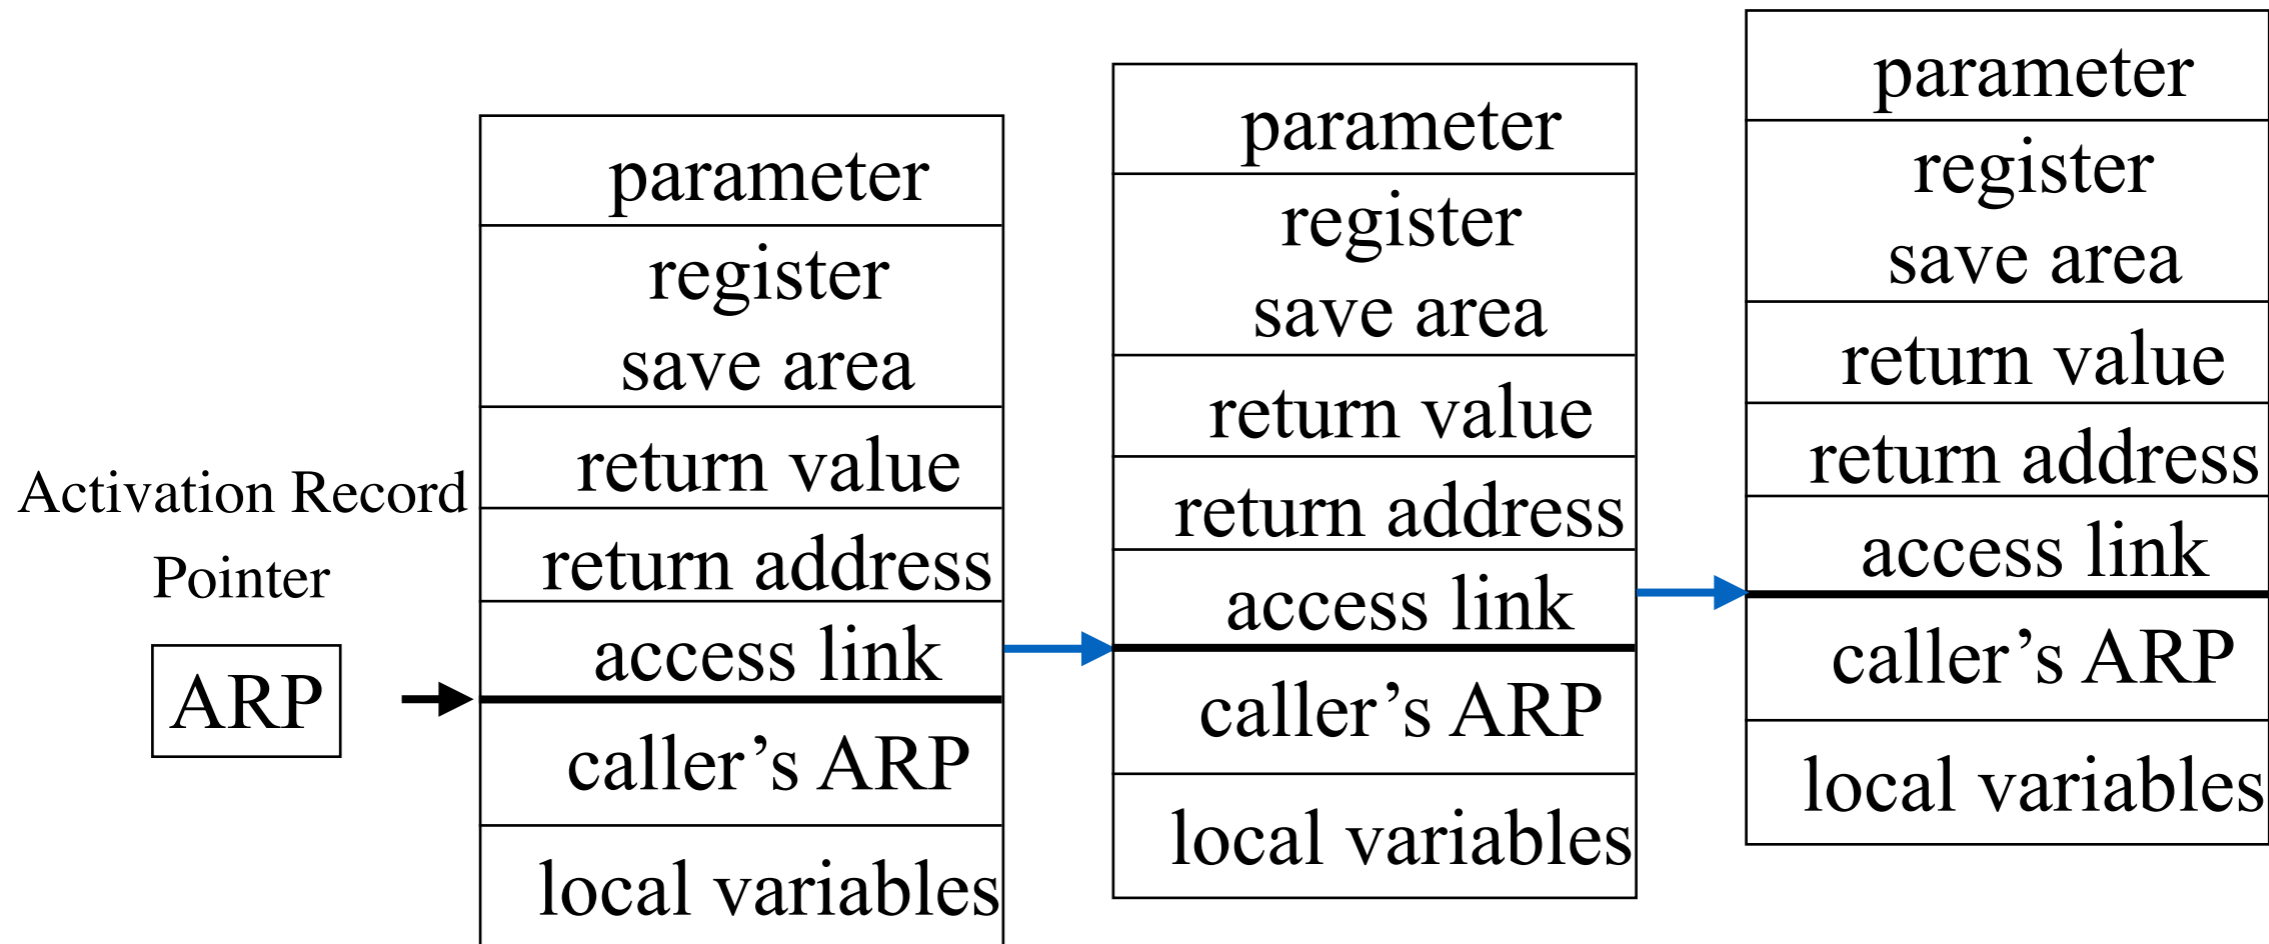 Activation Record
Pointer
ARP
parameter
register
save area
return value
return address
access link
caller’s ARP
local variables
parameter
register
save area
return value
return address
access link
caller’s ARP
local variables
parameter
register
save area
return value
return address
access link
caller’s ARP
local variables